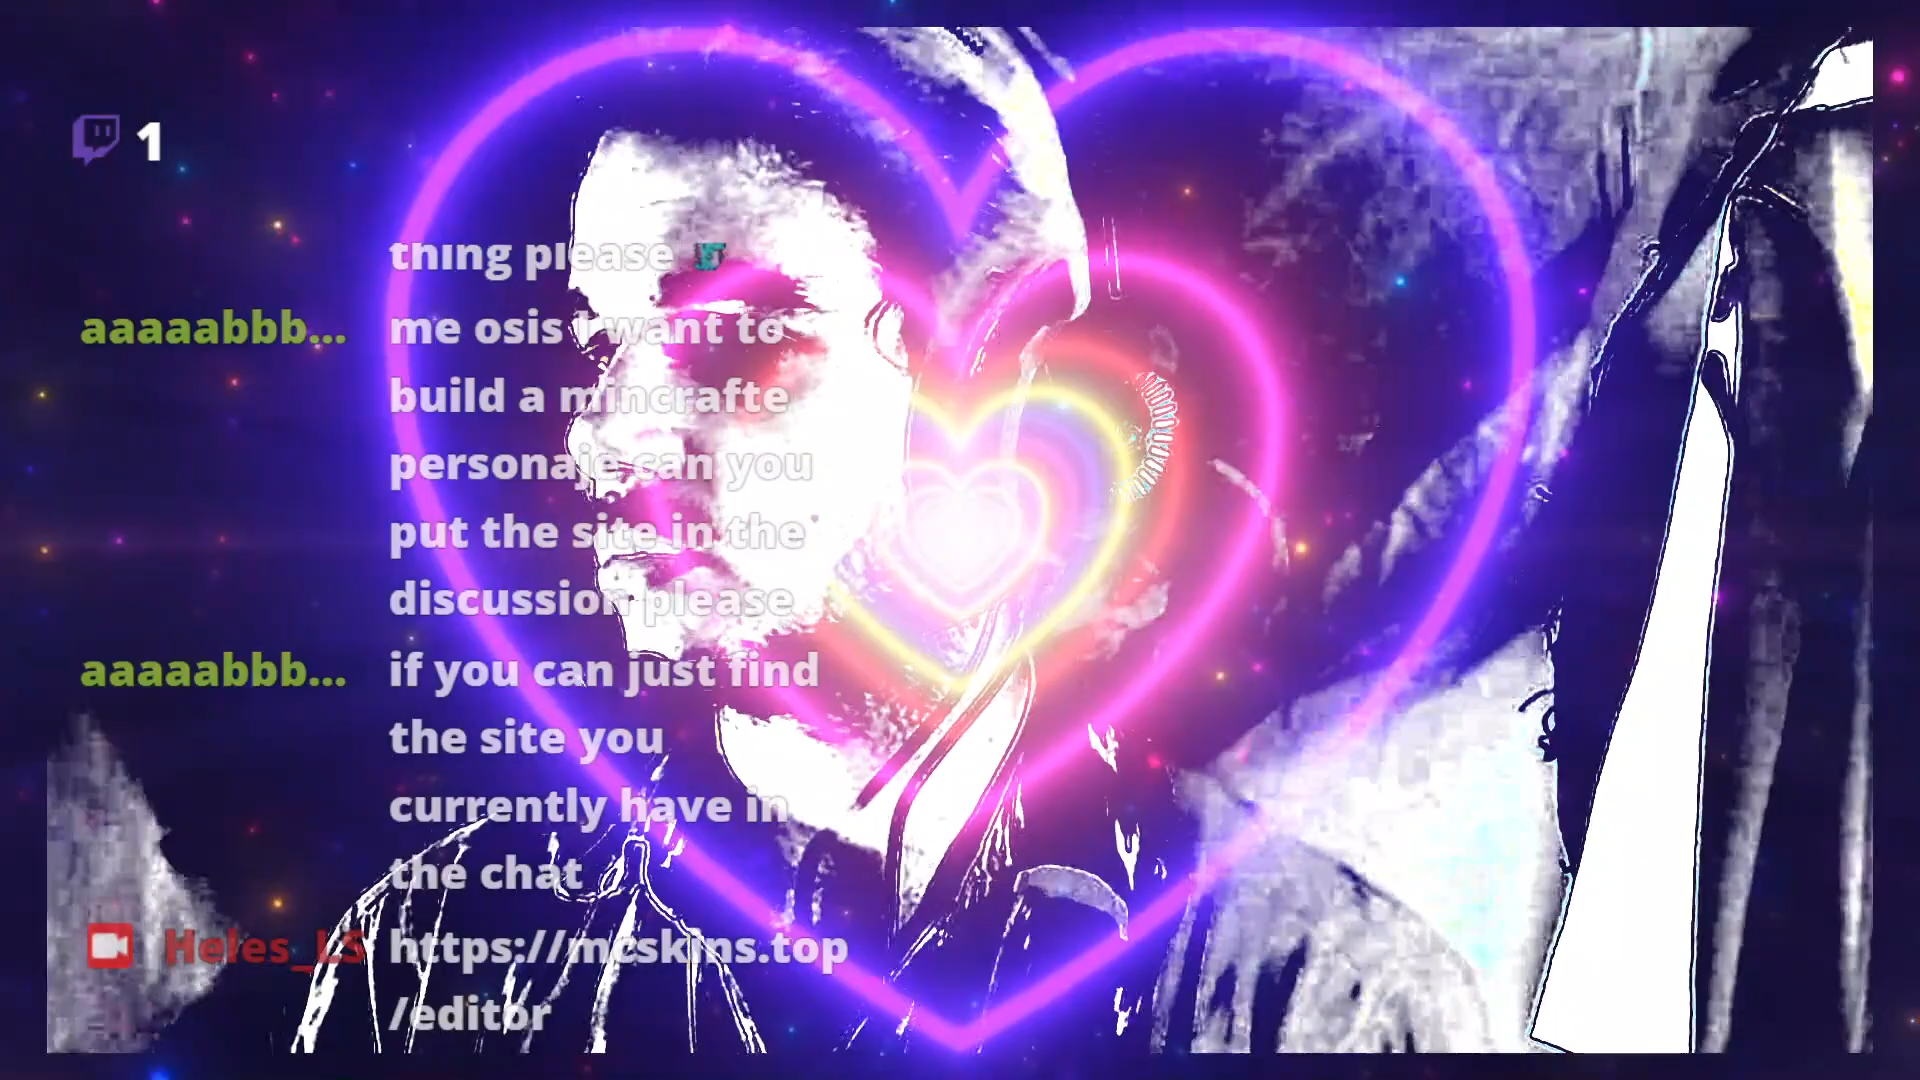 1
thing please
aaaaabbb... me osis I want to
build a mincrafte
personaje can you
put the site in the
discussion please
aaaaabbb... if you can just find
the site you
currently have in
the chat
Heles_LS https://mcskins.top
/editor